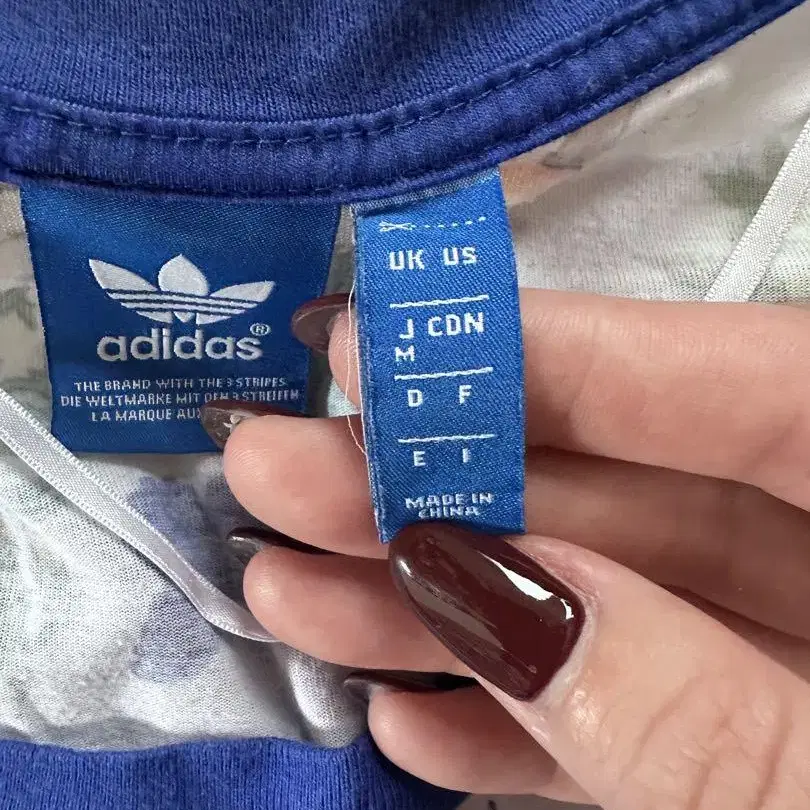 adidas®
THE BRAND WITH THE 3 STRIPES
DIE WELTMARKE MIT DEN 3 STREIFEN
LA MARQUE AUX
UK US
J CDN
M
D F
E I
MADE IN
CHINA